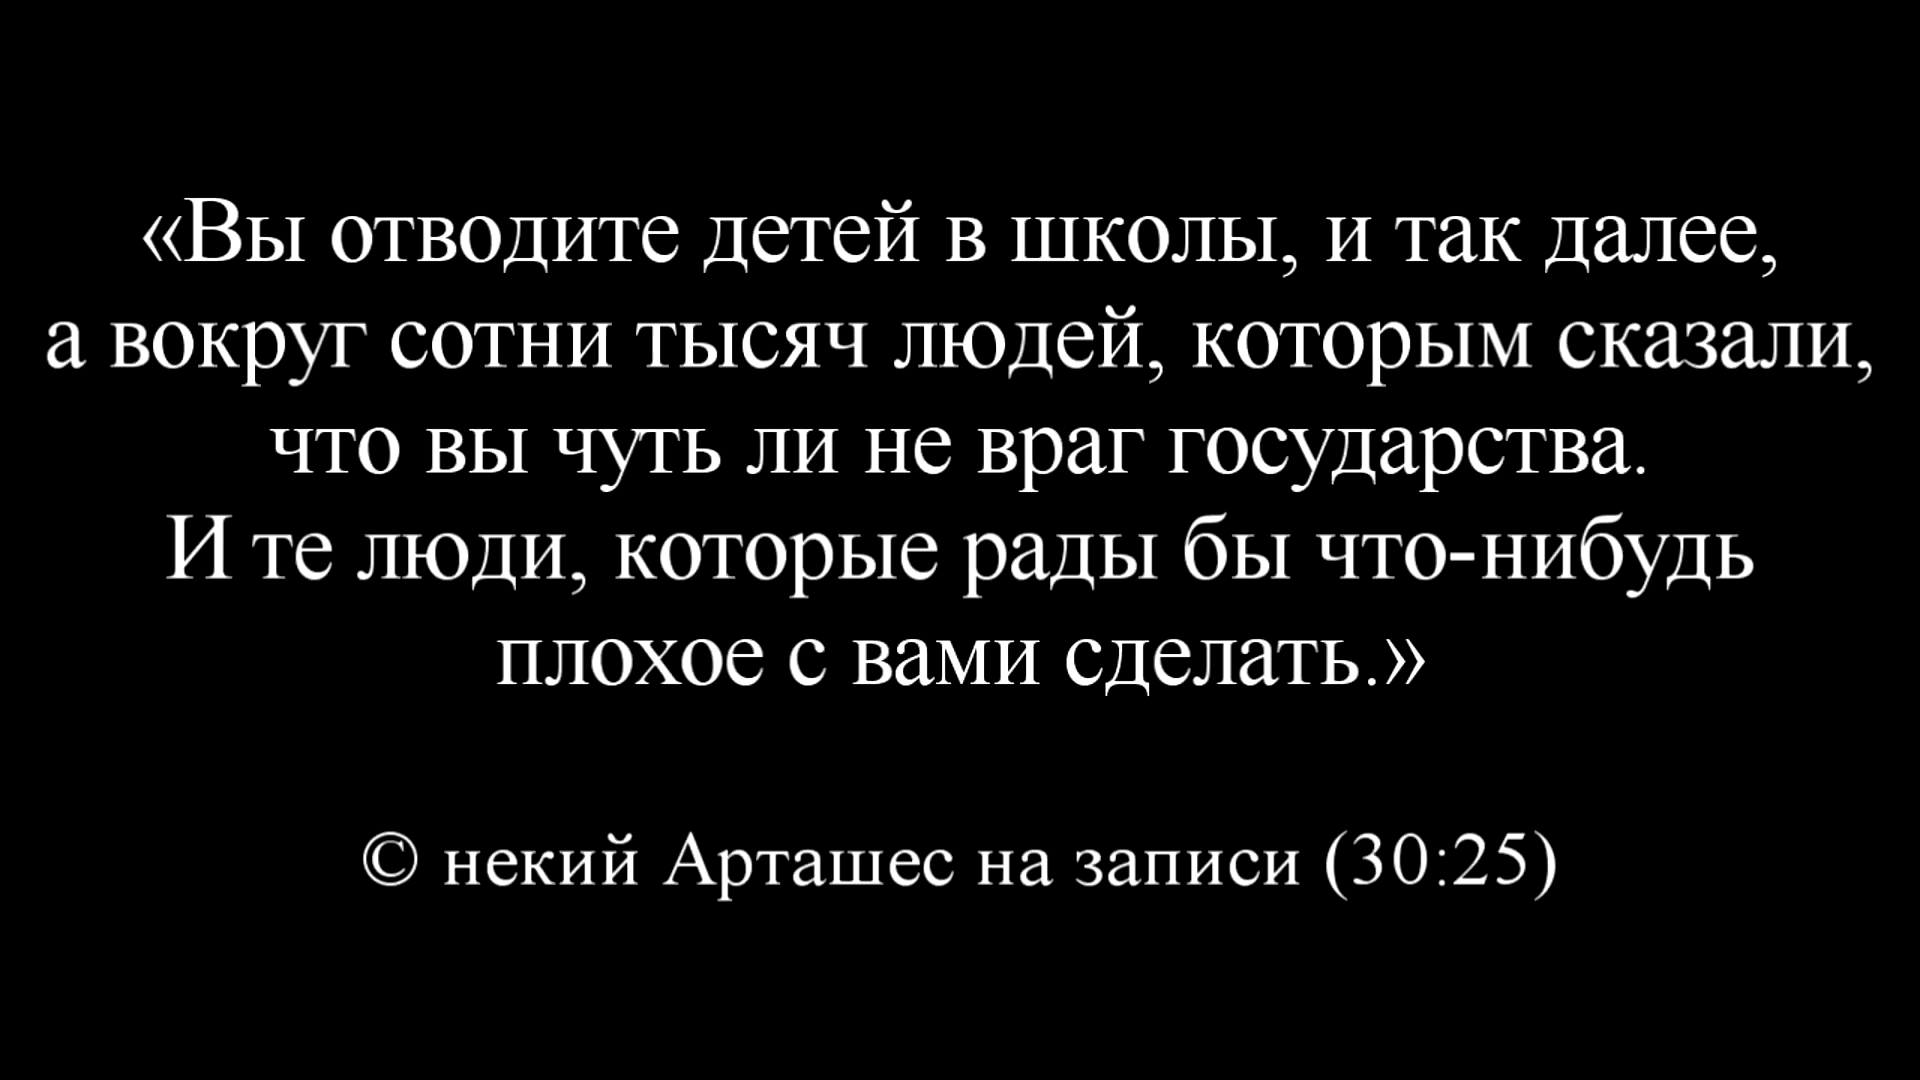 «Вы отводите детей в школы, и так далее,
а вокруг сотни тысяч людей, которым сказали,
что вы чуть ли не враг государства.
И те люди, которые рады бы что-нибудь
плохое с вами сделать.»
© некий Арташес на записи (30:25)